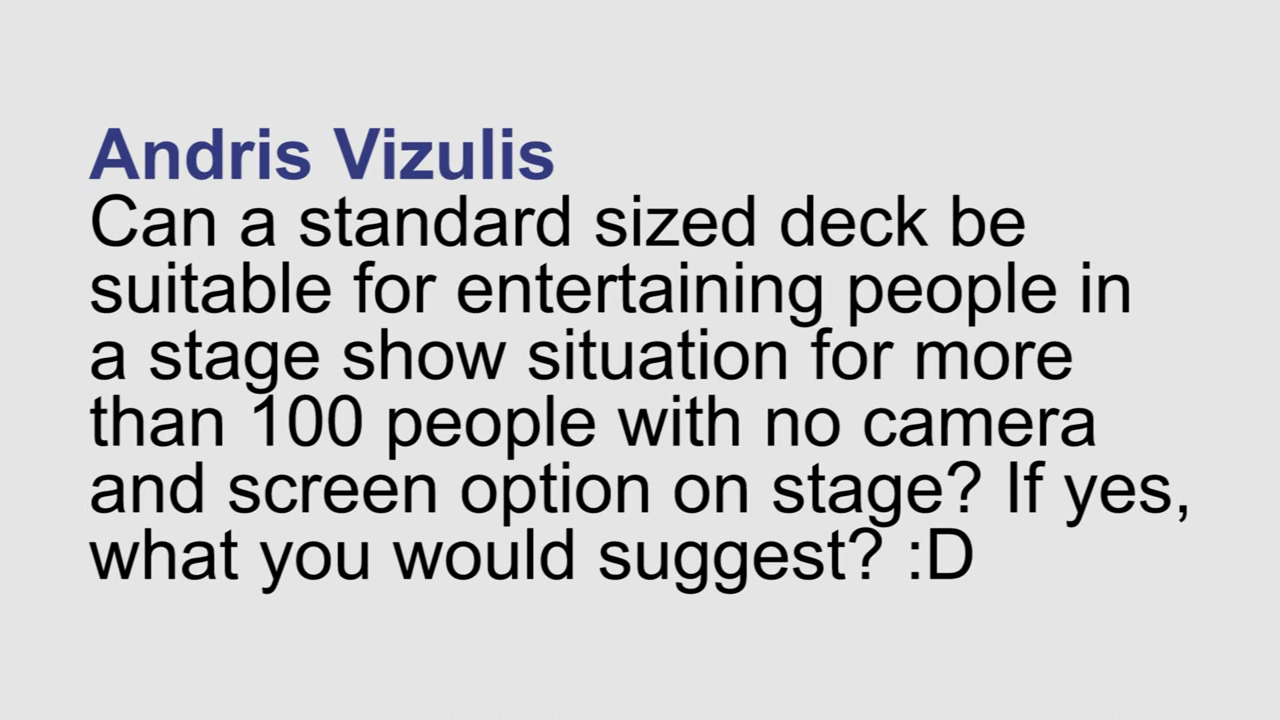 Andris Vizulis
Can a standard sized deck be
suitable for entertaining people in
a stage show situation for more
than 100 people with no camera
and screen option on stage? If yes,
what you would suggest? :D